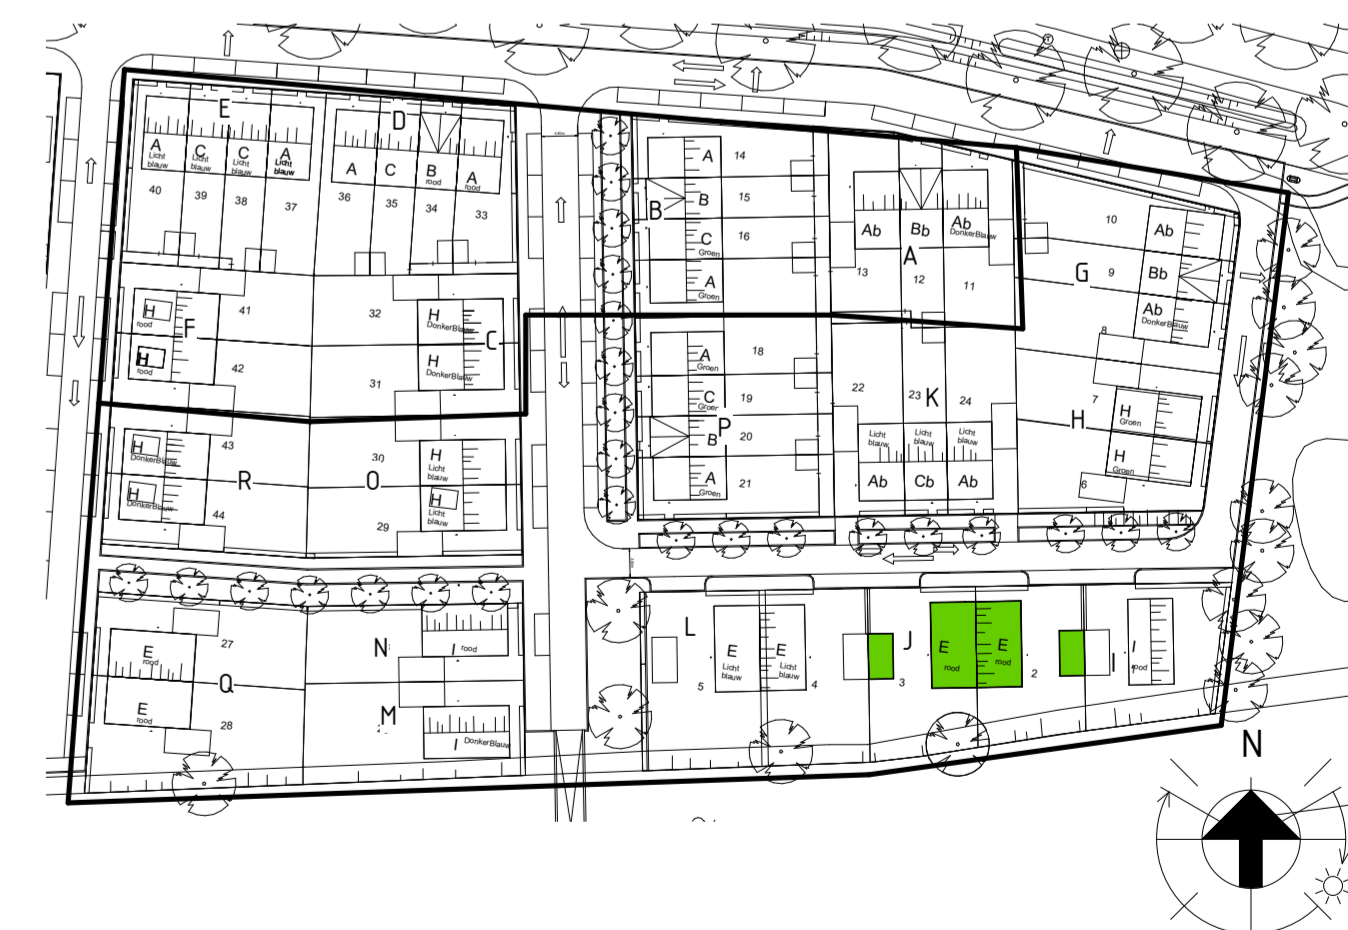 E
A
Licht
blauw
C
Licht
blauw
C
Licht
blauw
A
Licht
blauw
40
39
38
37
D
A
C
B
rood
A
rood
36
35
34
33
H
rood
F
H
rood
41
42
32
31
H
DonkerBlauw
C
H
DonkerBlauw
B
A
14
B
15
C
Groen
16
A
Groen
Ab
Bb
Ab
DonkerBlauw
A
13
12
11
G
10
9
8
Ab
Bb
Ab
DonkerBlauw
A
18
C
Groen
19
P
B
20
A
Groen
21
22
23
K
24
Licht
blauw
Licht
blauw
Licht
blauw
Ab
Cb
Ab
7
H
6
H
Groen
H
Groen
H
DonkerBlauw
H
DonkerBlauw
43
R
44
30
O
29
H
Licht
blauw
H
Licht
blauw
27
E
rood
Q
E
rood
28
N
I rood
M
I DonkerBlauw
L
E
Licht
blauw
E
Licht
blauw
5
4
J
3
E
rood
E
rood
2
I
I
rood
N